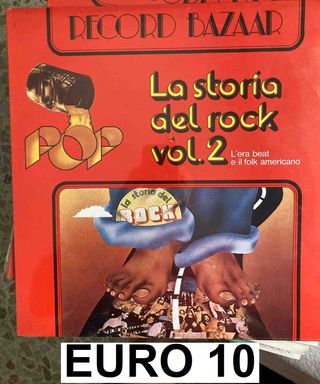 RECORD BAZAAR
POP
La storia
del rock
vol. 2
L'era beat
e il folk americano
la storia del
ROCK
EURO 10